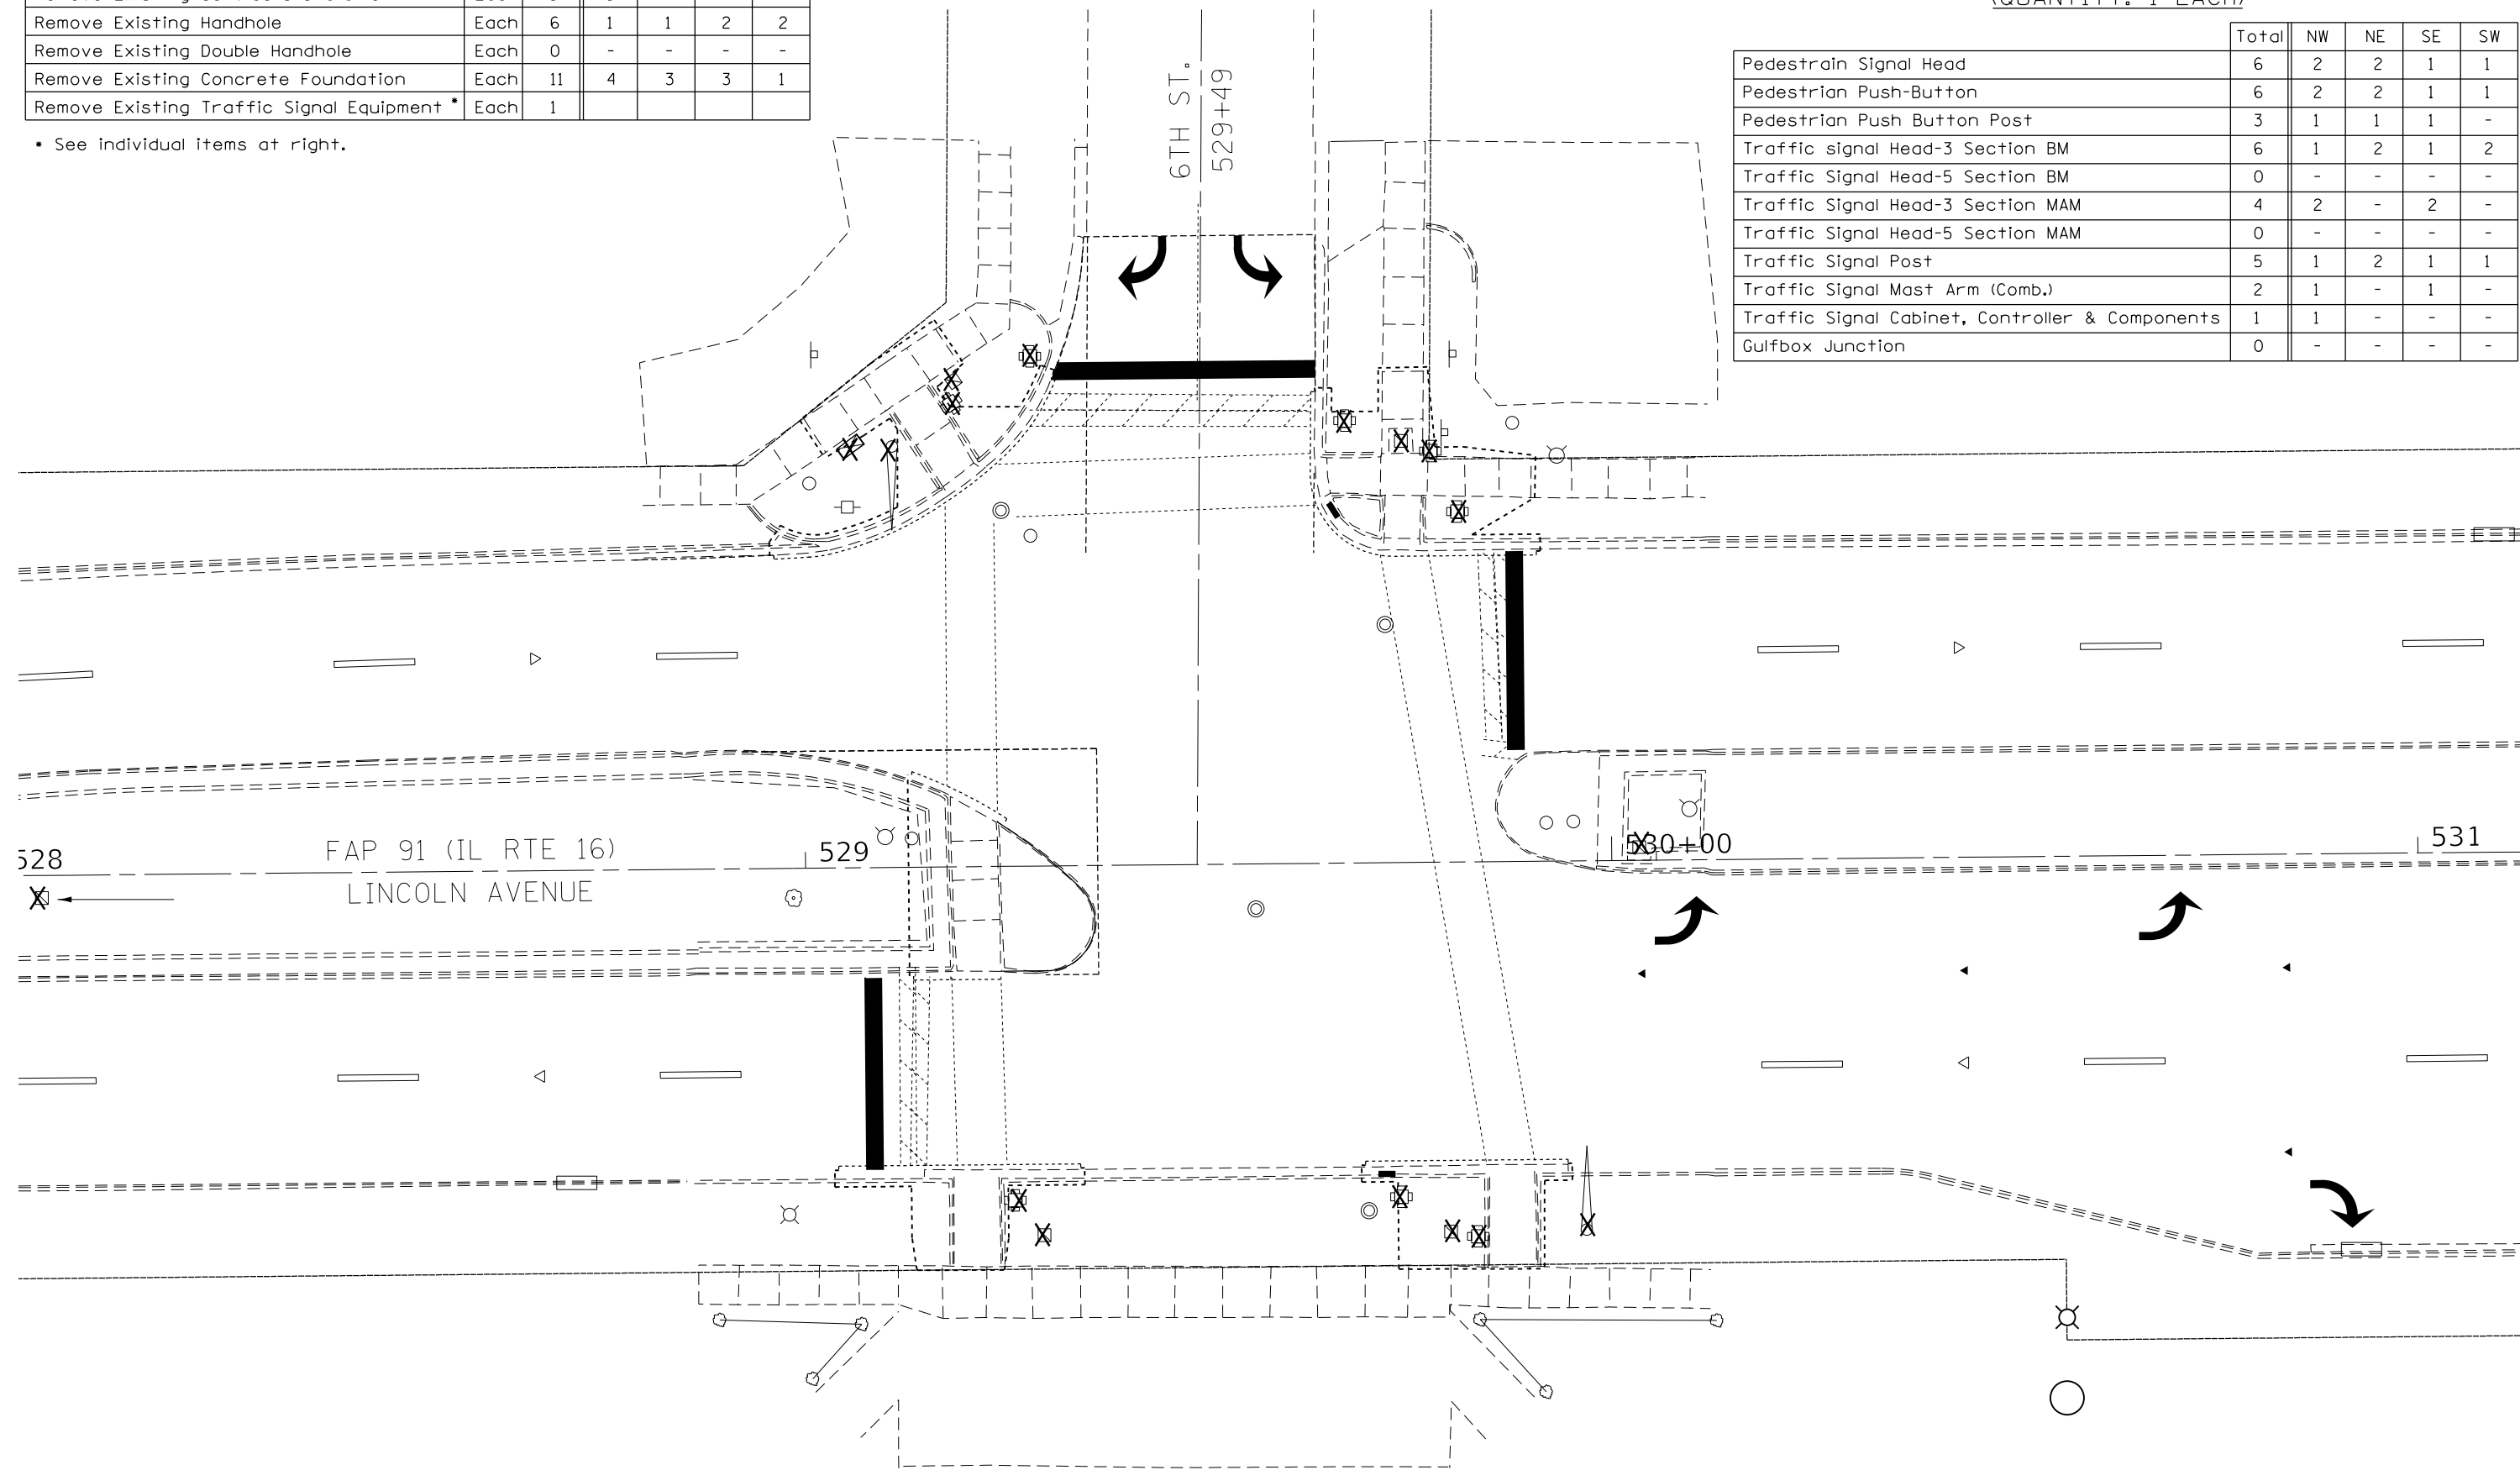 Remove Existing Handhole Each 6 1 1 2 2
Remove Existing Double Handhole Each 0 - - - -
Remove Existing Concrete Foundation Each 11 4 3 3 1
Remove Existing Traffic Signal Equipment * Each 1
* See individual items at right.
(QUANTITY: 1 EACH)
Total NW NE SE SW
Pedestrain Signal Head 6 2 2 1 1
Pedestrian Push-Button 6 2 2 1 1
Pedestrian Push Button Post 3 1 1 1 -
Traffic signal Head-3 Section BM 6 1 2 1 2
Traffic Signal Head-5 Section BM 0 - - - -
Traffic Signal Head-3 Section MAM 4 2 - 2 -
Traffic Signal Head-5 Section MAM 0 - - - -
Traffic Signal Post 5 1 2 1 1
Traffic Signal Mast Arm (Comb.) 2 1 - 1 -
Traffic Signal Cabinet, Controller & Components 1 1 - - -
Gulfbox Junction 0 - - - -
6TH ST.
529+49
528
FAP 91 (IL RTE 16)
LINCOLN AVENUE
529
530+00
531